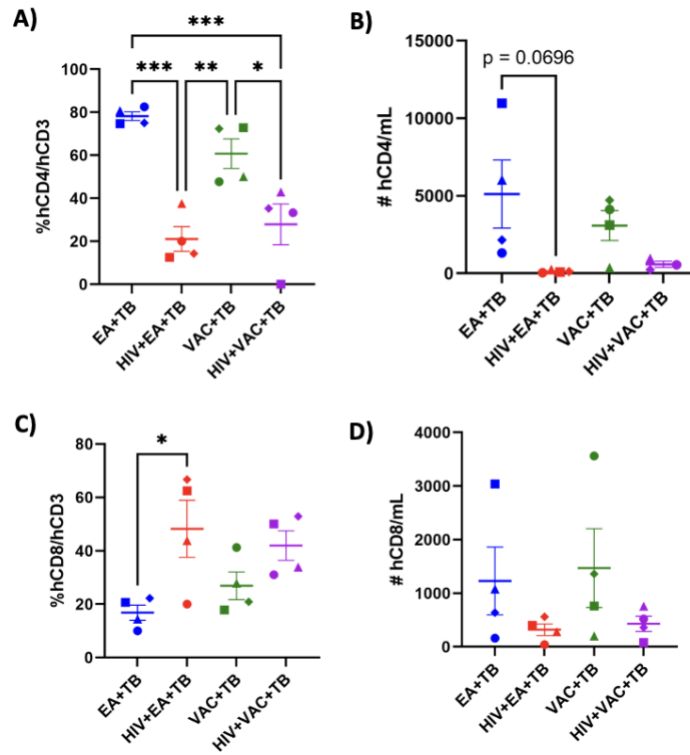 A)
***
*** ** *
100
80
60
40
20
0
%hCD4/hCD3
EA+TB
HIV+EA+TB
VAC+TB
HIV+VAC+TB
B)
p = 0.0696
15000
10000
5000
0
# hCD4/mL
EA+TB
HIV+EA+TB
VAC+TB
HIV+VAC+TB
C)
*
80
60
40
20
0
%hCD8/hCD3
EA+TB
HIV+EA+TB
VAC+TB
HIV+VAC+TB
D)
4000
3000
2000
1000
0
# hCD8/mL
EA+TB
HIV+EA+TB
VAC+TB
HIV+VAC+TB